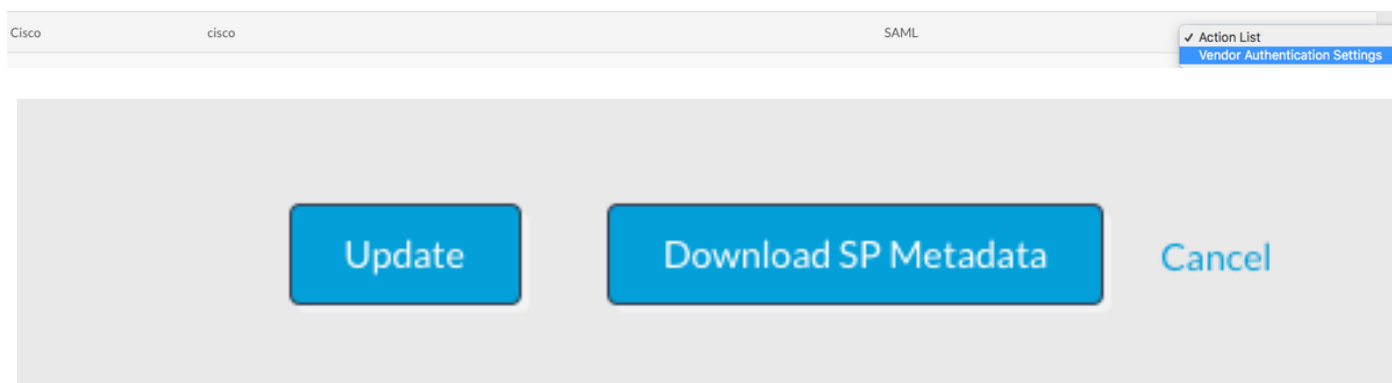 Cisco cisco SAML ✓ Action List
Vendor Authentication Settings
Update Download SP Metadata Cancel